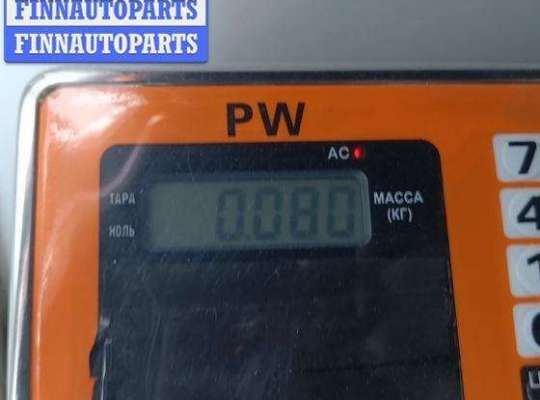 FINNAUTOPARTS
FINNAUTOPARTS
PW
AC
ТАРА
0.080
МАССА
НОЛЬ
(КГ)
7
4
1